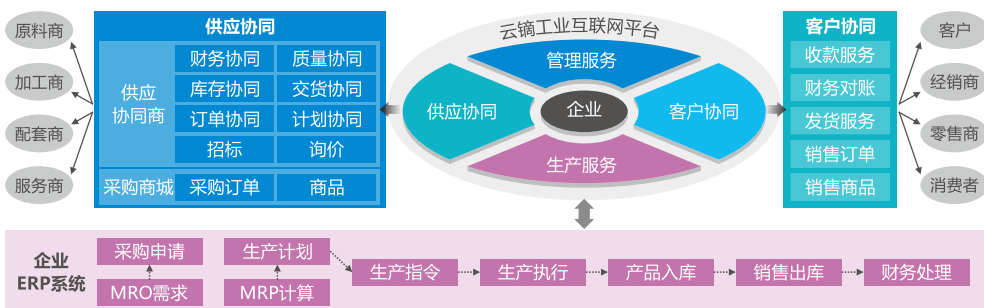 原料商
加工商
配套商
服务商
供应协同
供应
协同商
财务协同
质量协同
库存协同
交货协同
订单协同
计划协同
招标
询价
采购商城
采购订单
商品
云镝工业互联网平台
管理服务
供应协同
企业
客户协同
生产服务
客户协同
收款服务
财务对账
发货服务
销售订单
销售商品
客户
经销商
零售商
消费者
企业
ERP系统
采购申请
MRO需求
生产计划
MRP计算
生产指令
生产执行
产品入库
销售出库
财务处理